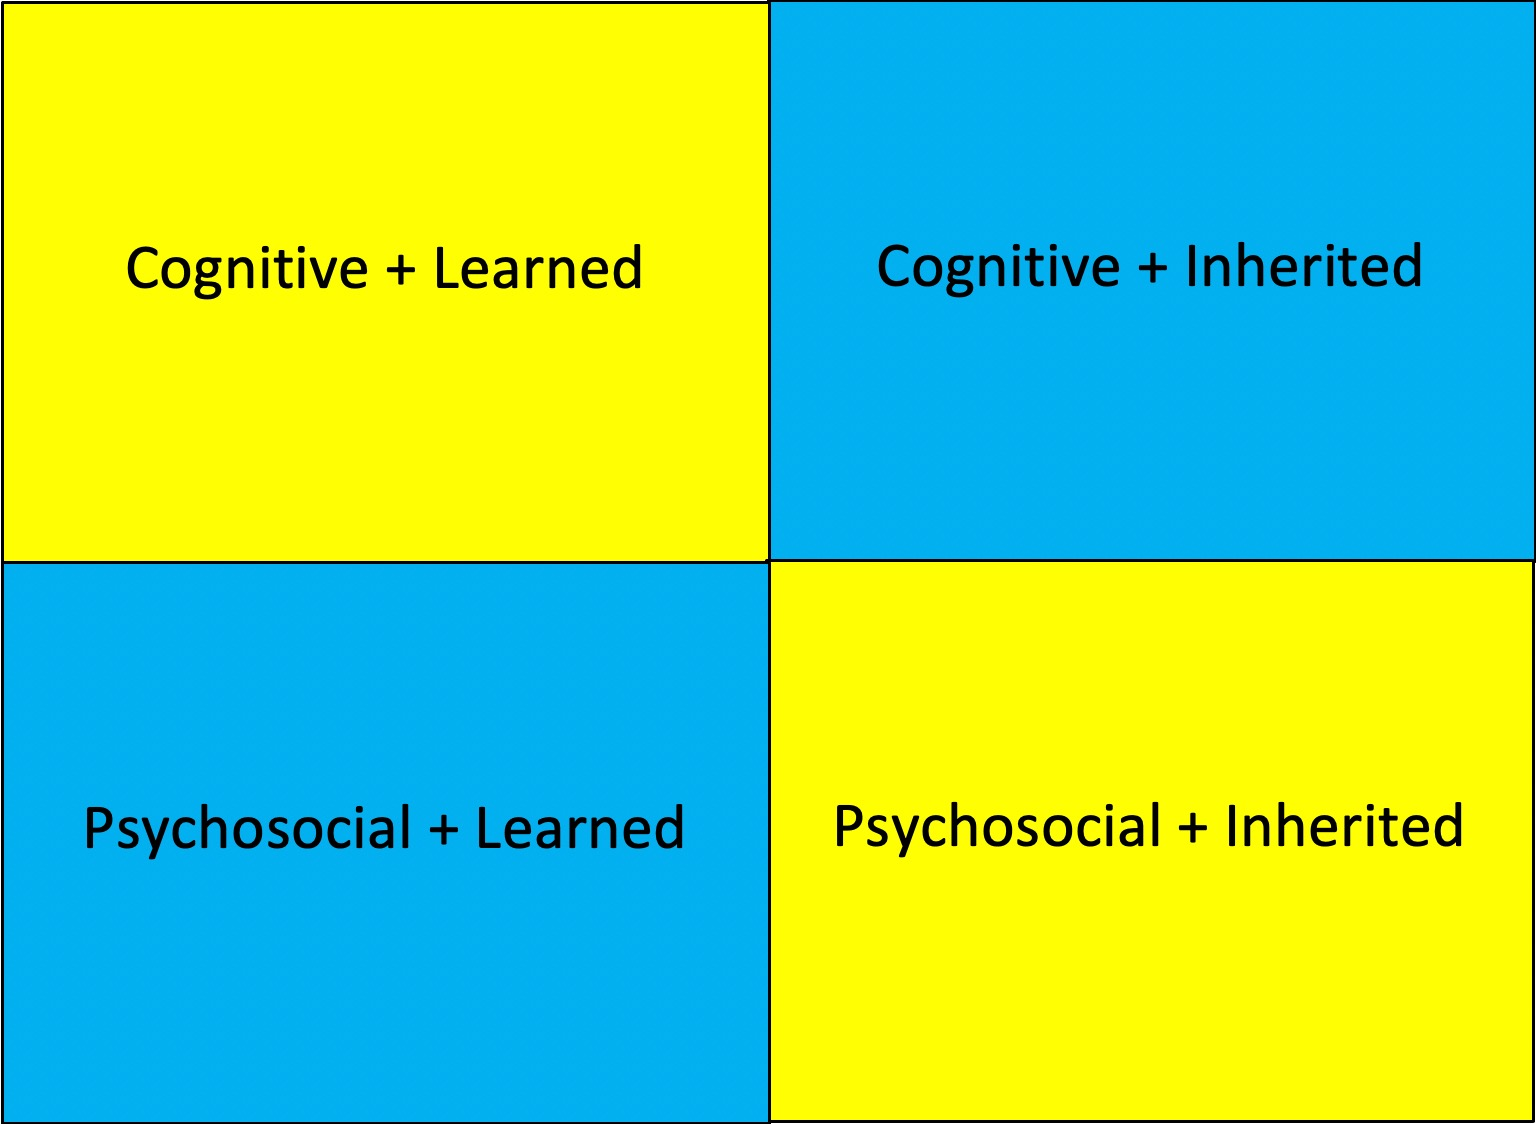 Cognitive + Learned
Cognitive + Inherited
Psychosocial + Learned
Psychosocial + Inherited